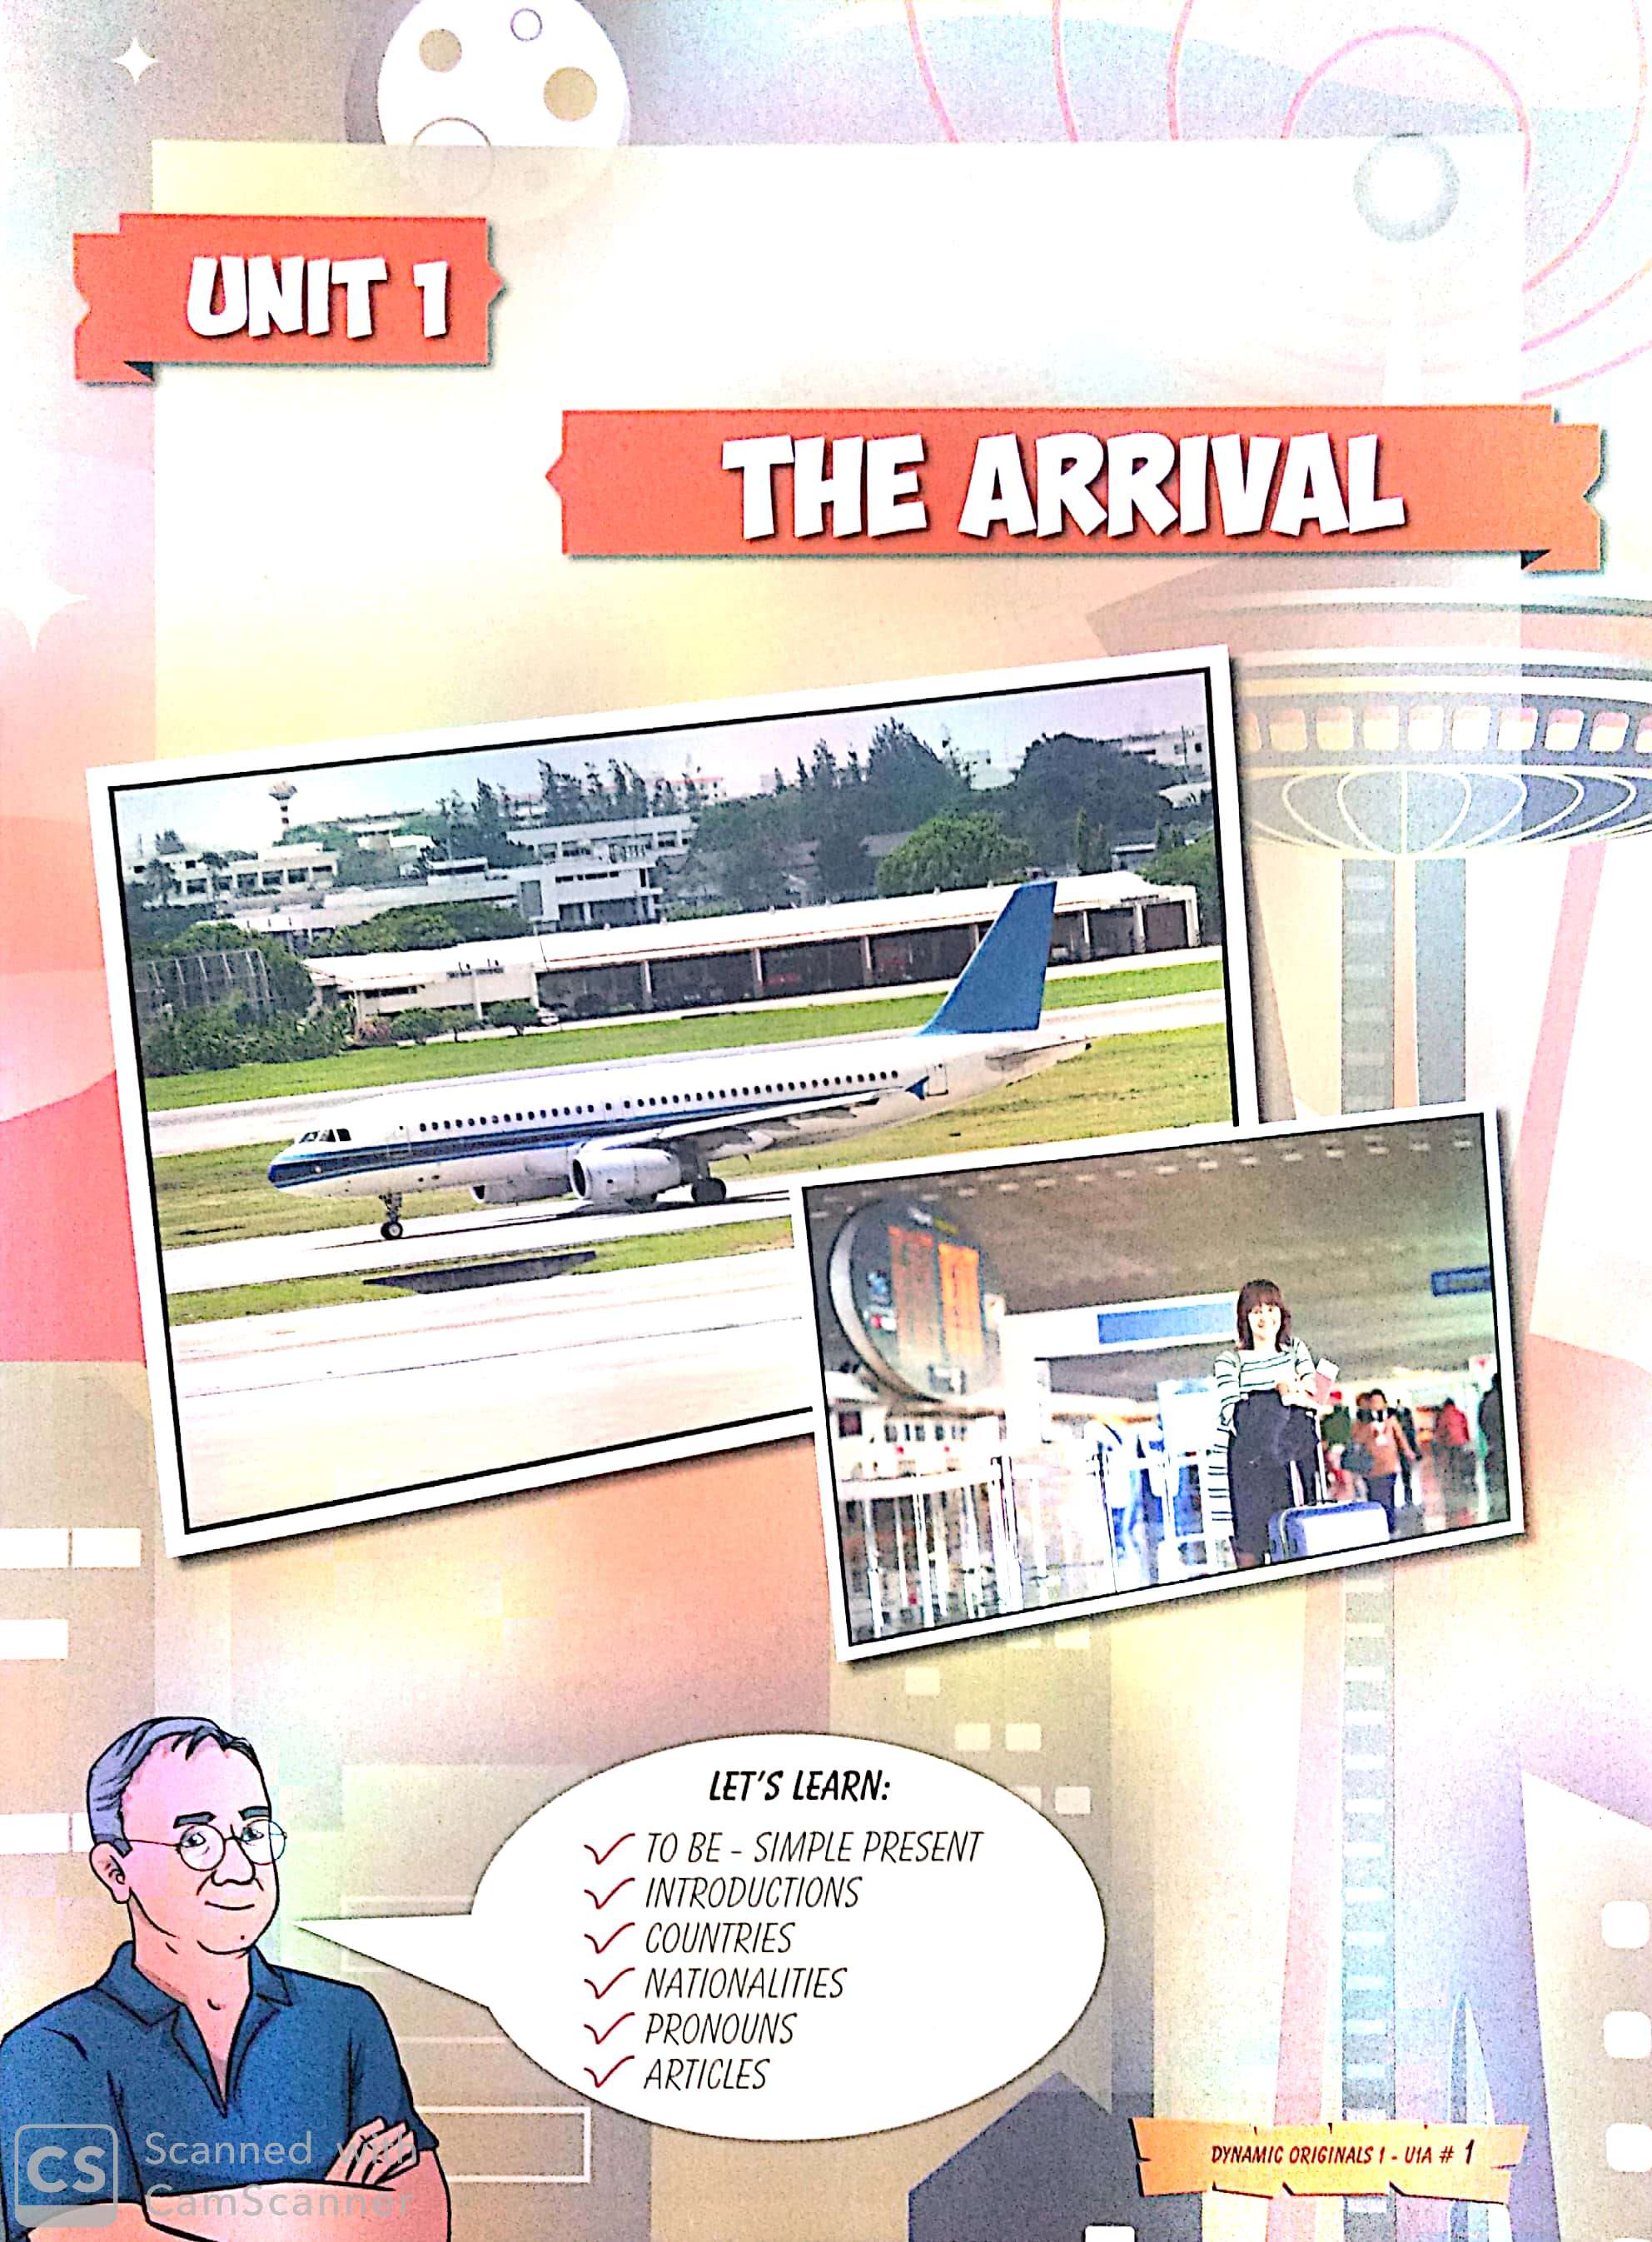 UNIT 1
THE ARRIVAL
LET'S LEARN:
TO BE - SIMPLE PRESENT
INTRODUCTIONS
COUNTRIES
NATIONALITIES
PRONOUNS
ARTICLES
DYNAMIC ORIGINALS 1 - U1A # 1
CS Scanned with
CamScanner